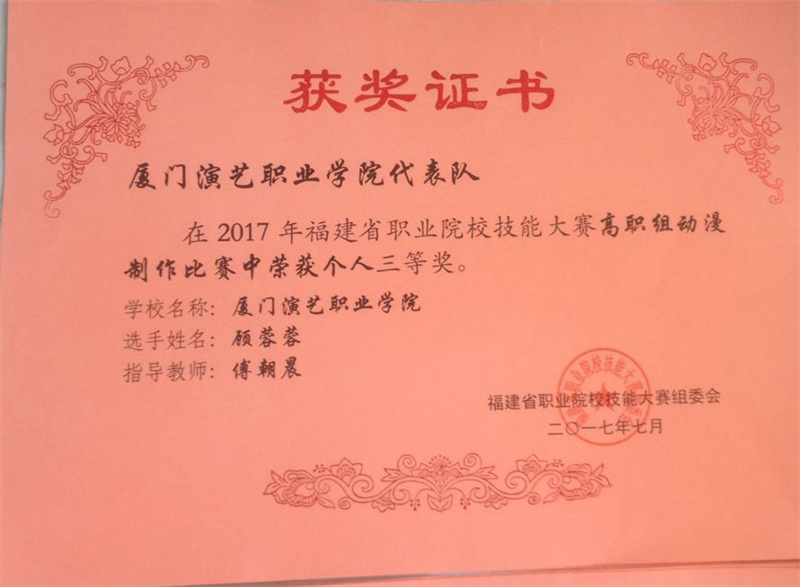 获奖证书
厦门演艺职业学院代表队
在 2017 年福建省职业院校技能大赛高职组动漫
制作比赛中荣获个人三等奖。
学校名称：厦门演艺职业学院
选手姓名：顾蓉蓉
指导教师：傅朝晨
福建省职业院校技能大赛组委会
二〇一七年七月